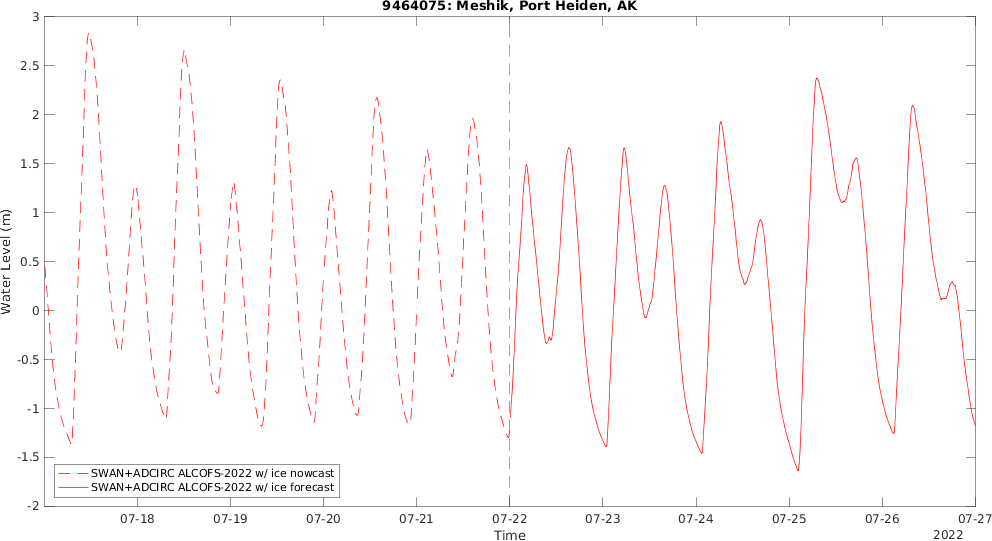 9464075: Meshik, Port Heiden, AK
Water Level (m)
3
2.5
2
1.5
1
0.5
0
-0.5
-1
-1.5
-2
SWAN+ADCIRC ALCOFS-2022 w/ ice nowcast
SWAN+ADCIRC ALCOFS-2022 w/ ice forecast
07-18 07-19 07-20 07-21 07-22 07-23 07-24 07-25 07-26 07-27
Time
2022